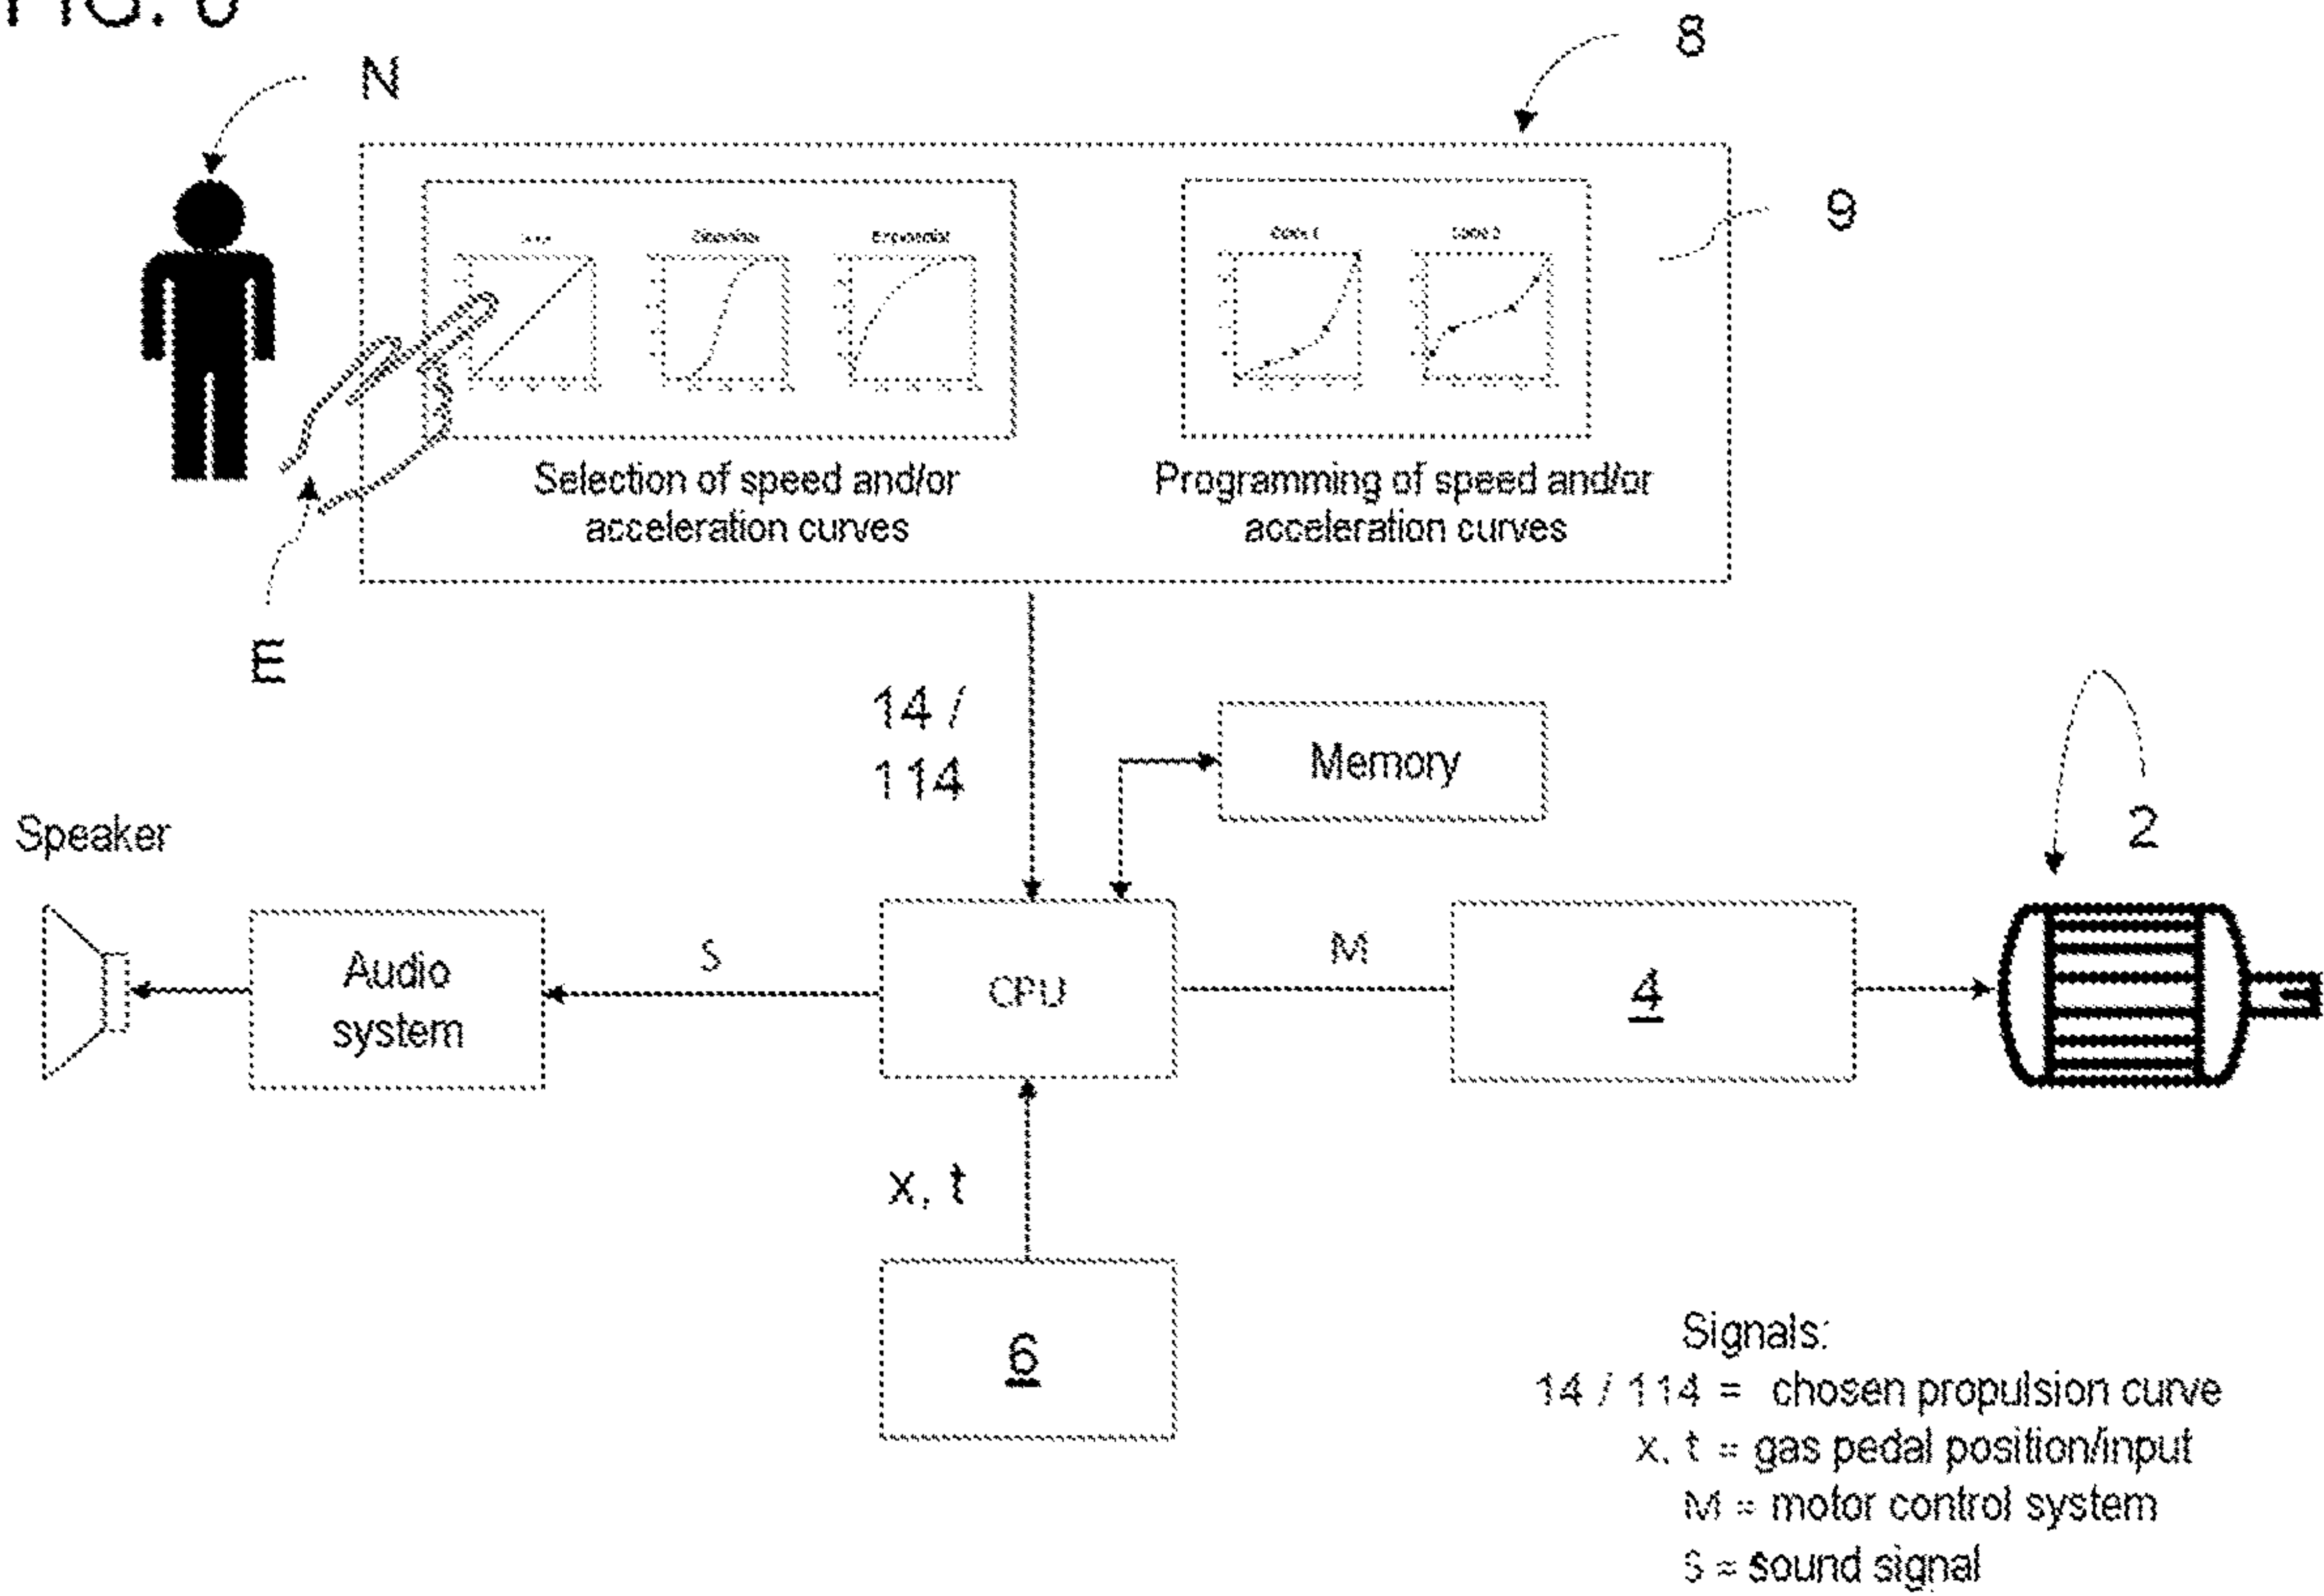 N
8
9
Exponential
Selection of speed and/or
acceleration curves
Programming of speed and/or
acceleration curves
E
14 /
114
Memory
Speaker
2
Audio
system
S
CPU
M
4
x, t
6
Signals:
14 / 114 = chosen propulsion curve
x, t = gas pedal position/input
M = motor control system
S = sound signal